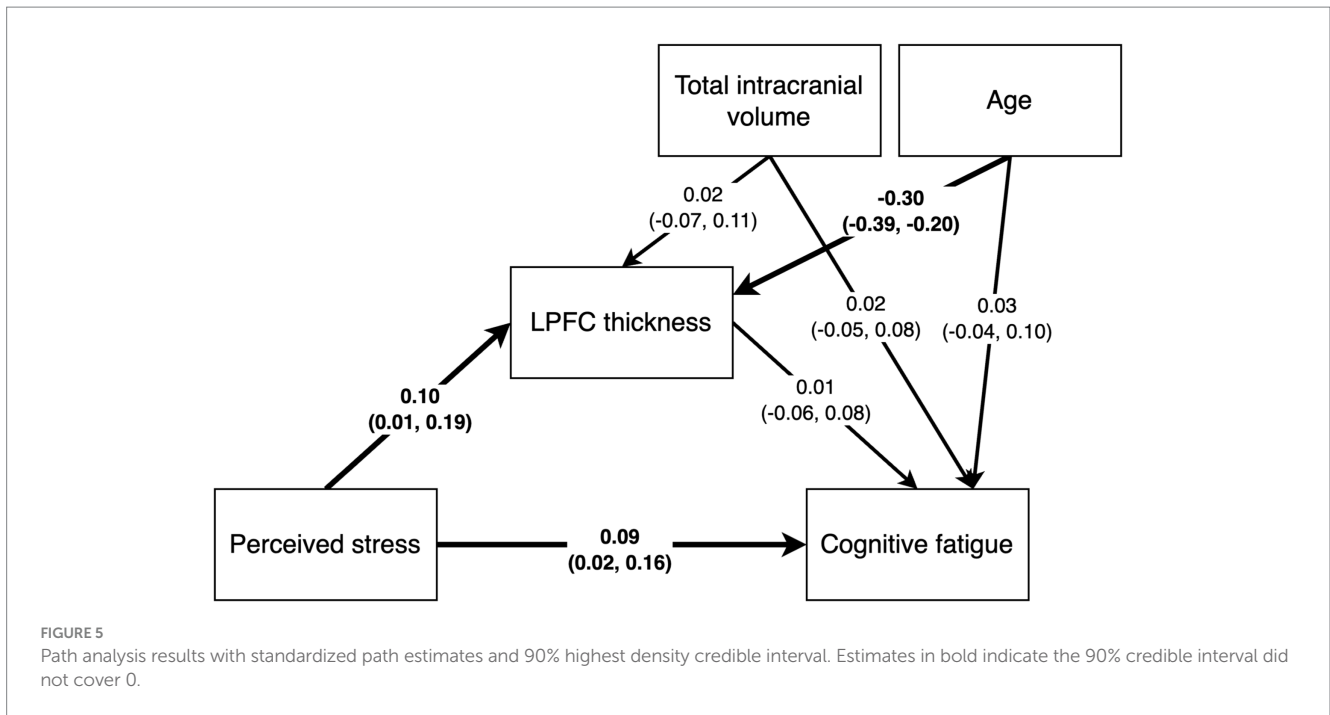 Total intracranial
volume
Age
0.02
(-0.07, 0.11)
-0.30
(-0.39, -0.20)
LPFC thickness
0.02
(-0.05, 0.08)
0.03
(-0.04, 0.10)
0.10
(0.01, 0.19)
0.01
(-0.06, 0.08)
Perceived stress
0.09
(0.02, 0.16)
Cognitive fatigue
FIGURE 5
Path analysis results with standardized path estimates and 90% highest density credible interval. Estimates in bold indicate the 90% credible interval did
not cover 0.